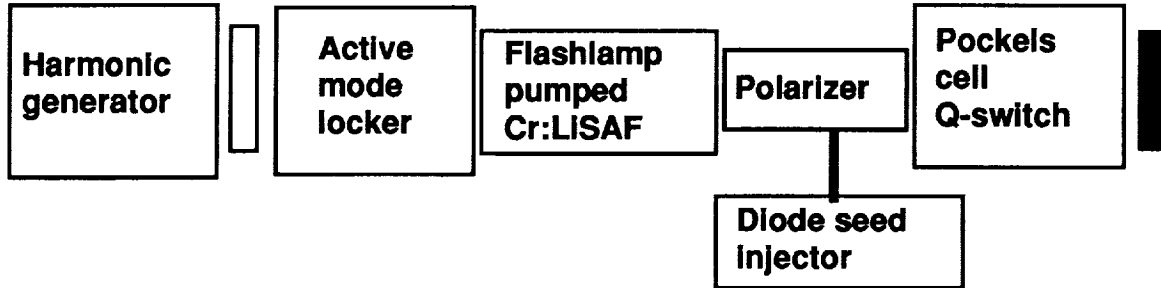 Harmonic
generator
Active
mode
locker
Flashlamp
pumped
Cr:LISAF
Polarizer
Pockels
cell
Q-switch
Diode seed
injector